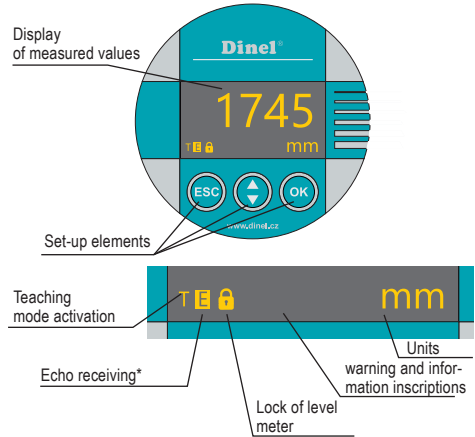 Display
of measured values
Dinel®
1745
T E mm
ESC OK
www.dinel.cz
Set-up elements
T E mm
Teaching
mode activation
Units
Echo receiving*
warning and infor-
mation inscriptions
Lock of level
meter